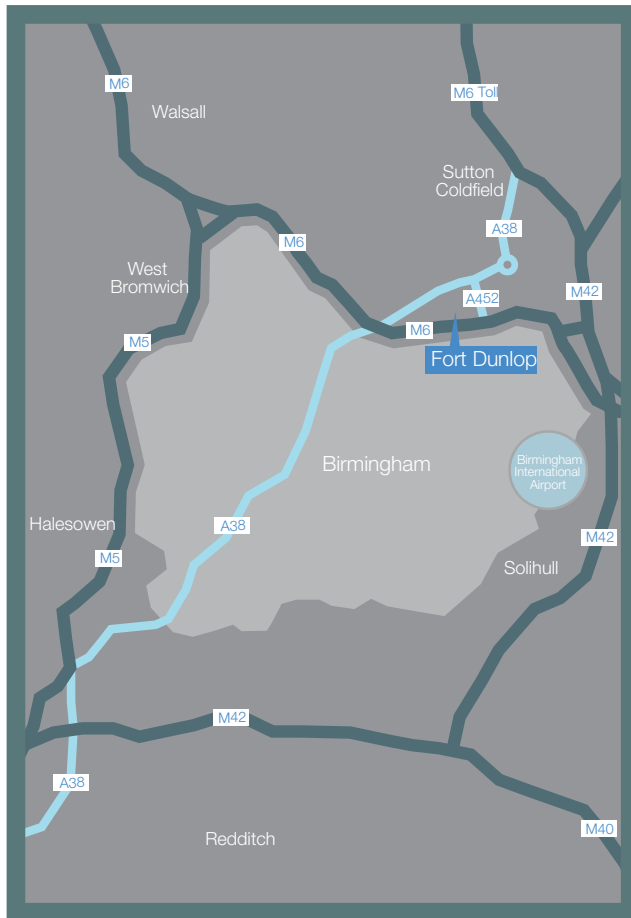 M6
M6 Toll
Walsall
Sutton
Coldfield
A38
M6
West
Bromwich
M42
A452
M6
M5
Fort Dunlop
Birmingham
Birmingham
International
Airport
Halesowen
A38
M42
M5
Solihull
M42
A38
M40
Redditch